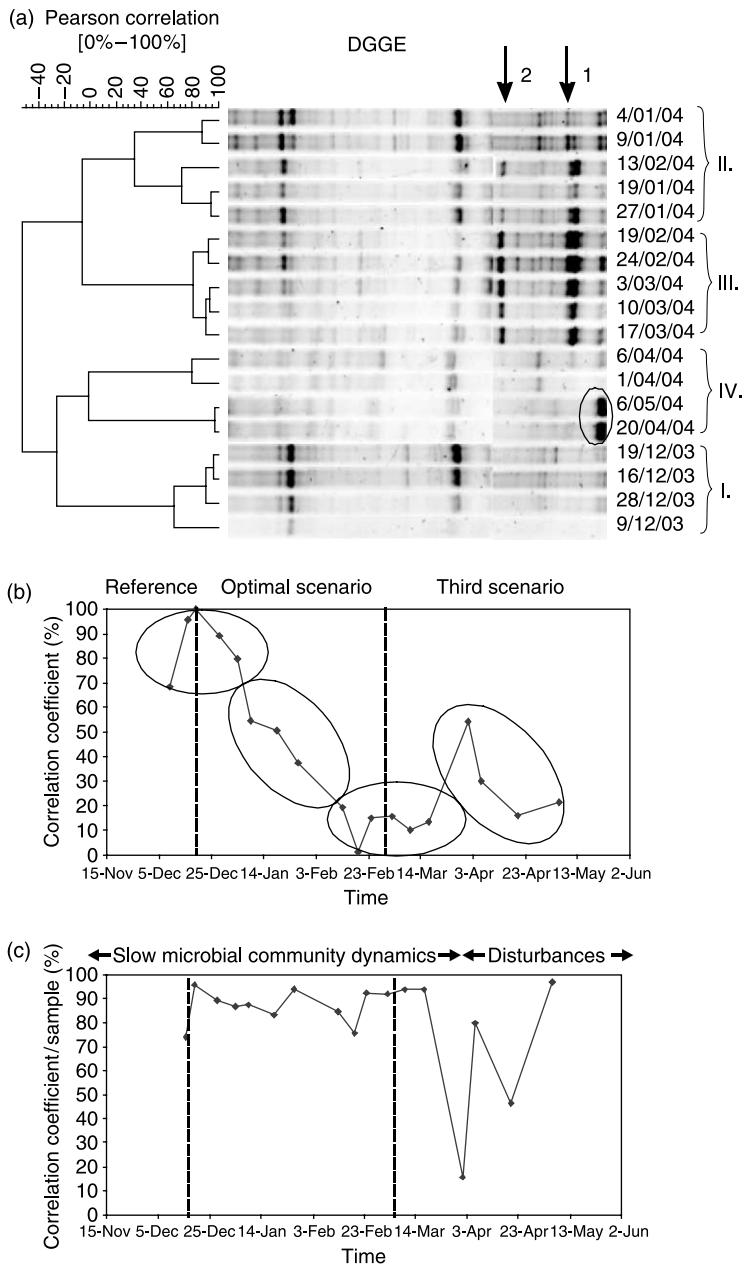 (a)
Pearson correlation
[0%–100%]
DGGE
2
1
−40
−20
0
20
40
60
80
100
4/01/04
9/01/04
13/02/04
19/01/04
27/01/04
II.
19/02/04
24/02/04
3/03/04
10/03/04
17/03/04
III.
6/04/04
1/04/04
6/05/04
20/04/04
IV.
19/12/03
16/12/03
28/12/03
9/12/03
I.
(b)
Reference
Optimal scenario
Third scenario
Correlation coefficient (%)
100
90
80
70
60
50
40
30
20
10
0
15-Nov 5-Dec 25-Dec 14-Jan 3-Feb 23-Feb 14-Mar 3-Apr 23-Apr 13-May 2-Jun
Time
(c)
Slow microbial community dynamics
Disturbances
Correlation coefficient/sample (%)
100
90
80
70
60
50
40
30
20
10
0
15-Nov 5-Dec 25-Dec 14-Jan 3-Feb 23-Feb 14-Mar 3-Apr 23-Apr 13-May 2-Jun
Time